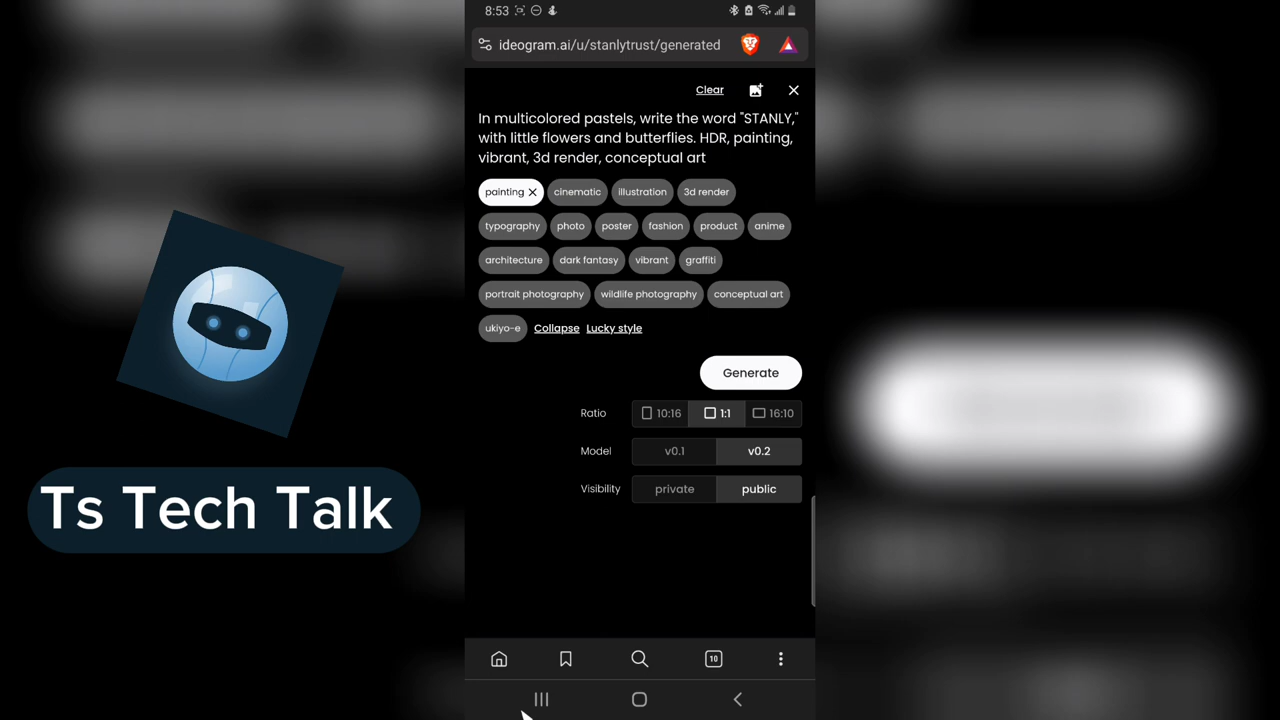 8:53
ideogram.ai/u/stanlytrust/generated
Clear
In multicolored pastels, write the word "STANLY,"
with little flowers and butterflies. HDR, painting,
vibrant, 3d render, conceptual art
painting cinematic illustration 3d render
typography photo poster fashion product anime
architecture dark fantasy vibrant graffiti
portrait photography wildlife photography conceptual art
ukiyo-e Collapse Lucky style
Generate
Ratio 10:16 1:1 16:10
Model v0.1 v0.2
Visibility private public
10
Ts Tech Talk